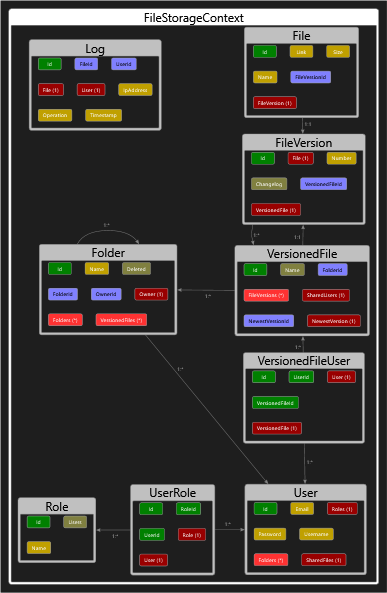 FileStorageContext
Log
Id FileId UserId
File (1) User (1) IpAddress
Operation Timestamp
File
Id Link Size
Name FileVersionId
FileVersion (1)
1:1
FileVersion
Id File (1) Number
Changelog VersionedFileId
VersionedFile (1)
1:* 1:1
Folder
1:*
Id Name Deleted
FolderId OwnerId Owner (1)
Folders (*) VersionedFiles (*)
1:*
VersionedFile
Id Name FolderId
FileVersions (*) SharedUsers (1)
NewestVersionId NewestVersion (1)
1:*
VersionedFileUser
Id UserId User (1)
VersionedFileId
VersionedFile (1)
1:*
1:*
Role
Id Users
Name
1:*
UserRole
Id RoleId
UserId Role (1)
User (1)
1:*
User
Id Email Roles (1)
Password Username
Folders (*) SharedFiles (1)